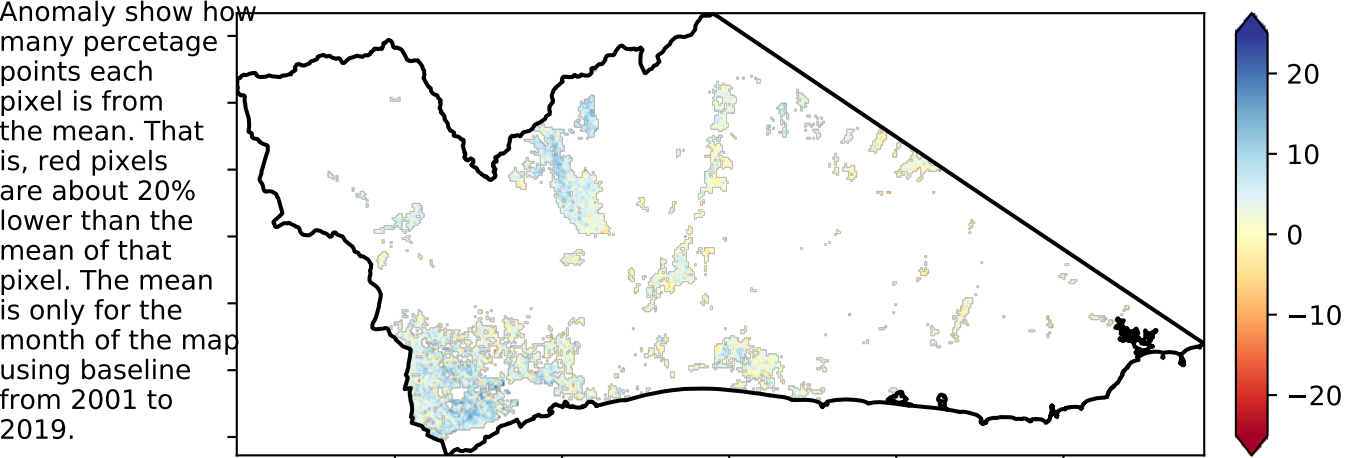 Anomaly show how
many percetage
points each
pixel is from
the mean. That
is, red pixels
are about 20%
lower than the
mean of that
pixel. The mean
is only for the
month of the map
using baseline
from 2001 to
2019.
20
10
0
−10
−20